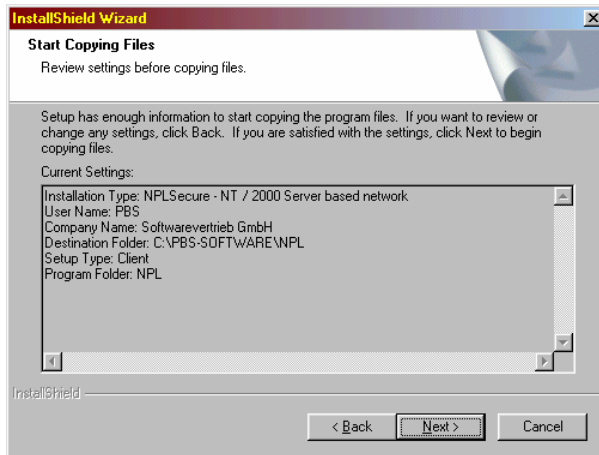 InstallShield Wizard
Start Copying Files
Review settings before copying files.
Setup has enough information to start copying the program files.  If you want to review or
change any settings, click Back.  If you are satisfied with the settings, click Next to begin
copying files.
Current Settings:
Installation Type: NPLSecure - NT / 2000 Server based network
User Name: PBS
Company Name: Softwarevertrieb GmbH
Destination Folder: C:\PBS-SOFTWARE\NPL
Setup Type: Client
Program Folder: NPL
InstallShield
< Back Next > Cancel